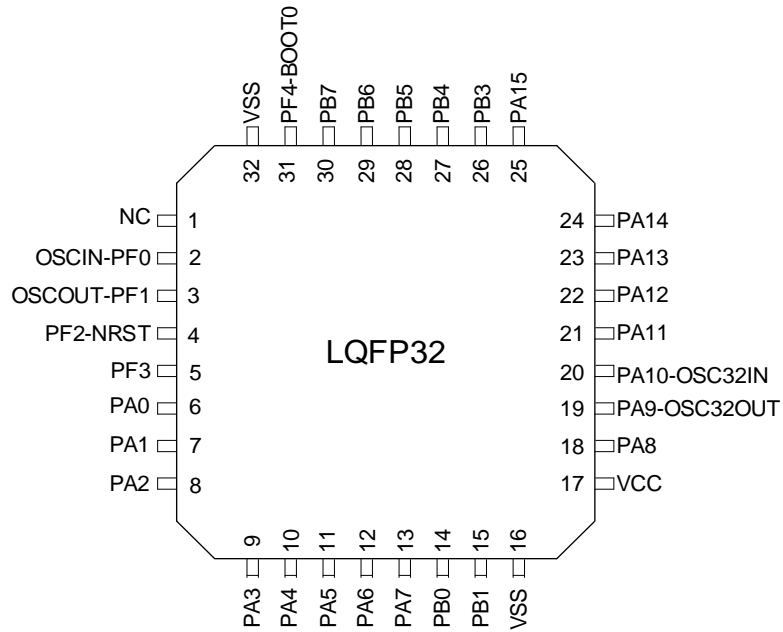 VSS
PF4-BOOT0
PB7
PB6
PB5
PB4
PB3
PA15
32
31
30
29
28
27
26
25
NC 1
OSCIN-PF0 2
OSCOUT-PF1 3
PF2-NRST 4
PF3 5
PA0 6
PA1 7
PA2 8
LQFP32
24 PA14
23 PA13
22 PA12
21 PA11
20 PA10-OSC32IN
19 PA9-OSC32OUT
18 PA8
17 VCC
9
10
11
12
13
14
15
16
PA3
PA4
PA5
PA6
PA7
PB0
PB1
VSS